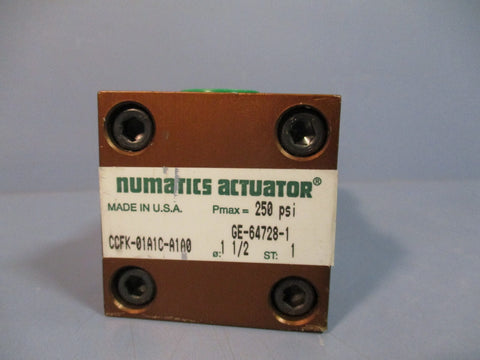 numatics actuator®
MADE IN U.S.A. Pmax = 250 psi
GE-64728-1
CCFK-01A1C-A1A0 ø: 1 1/2 ST: 1